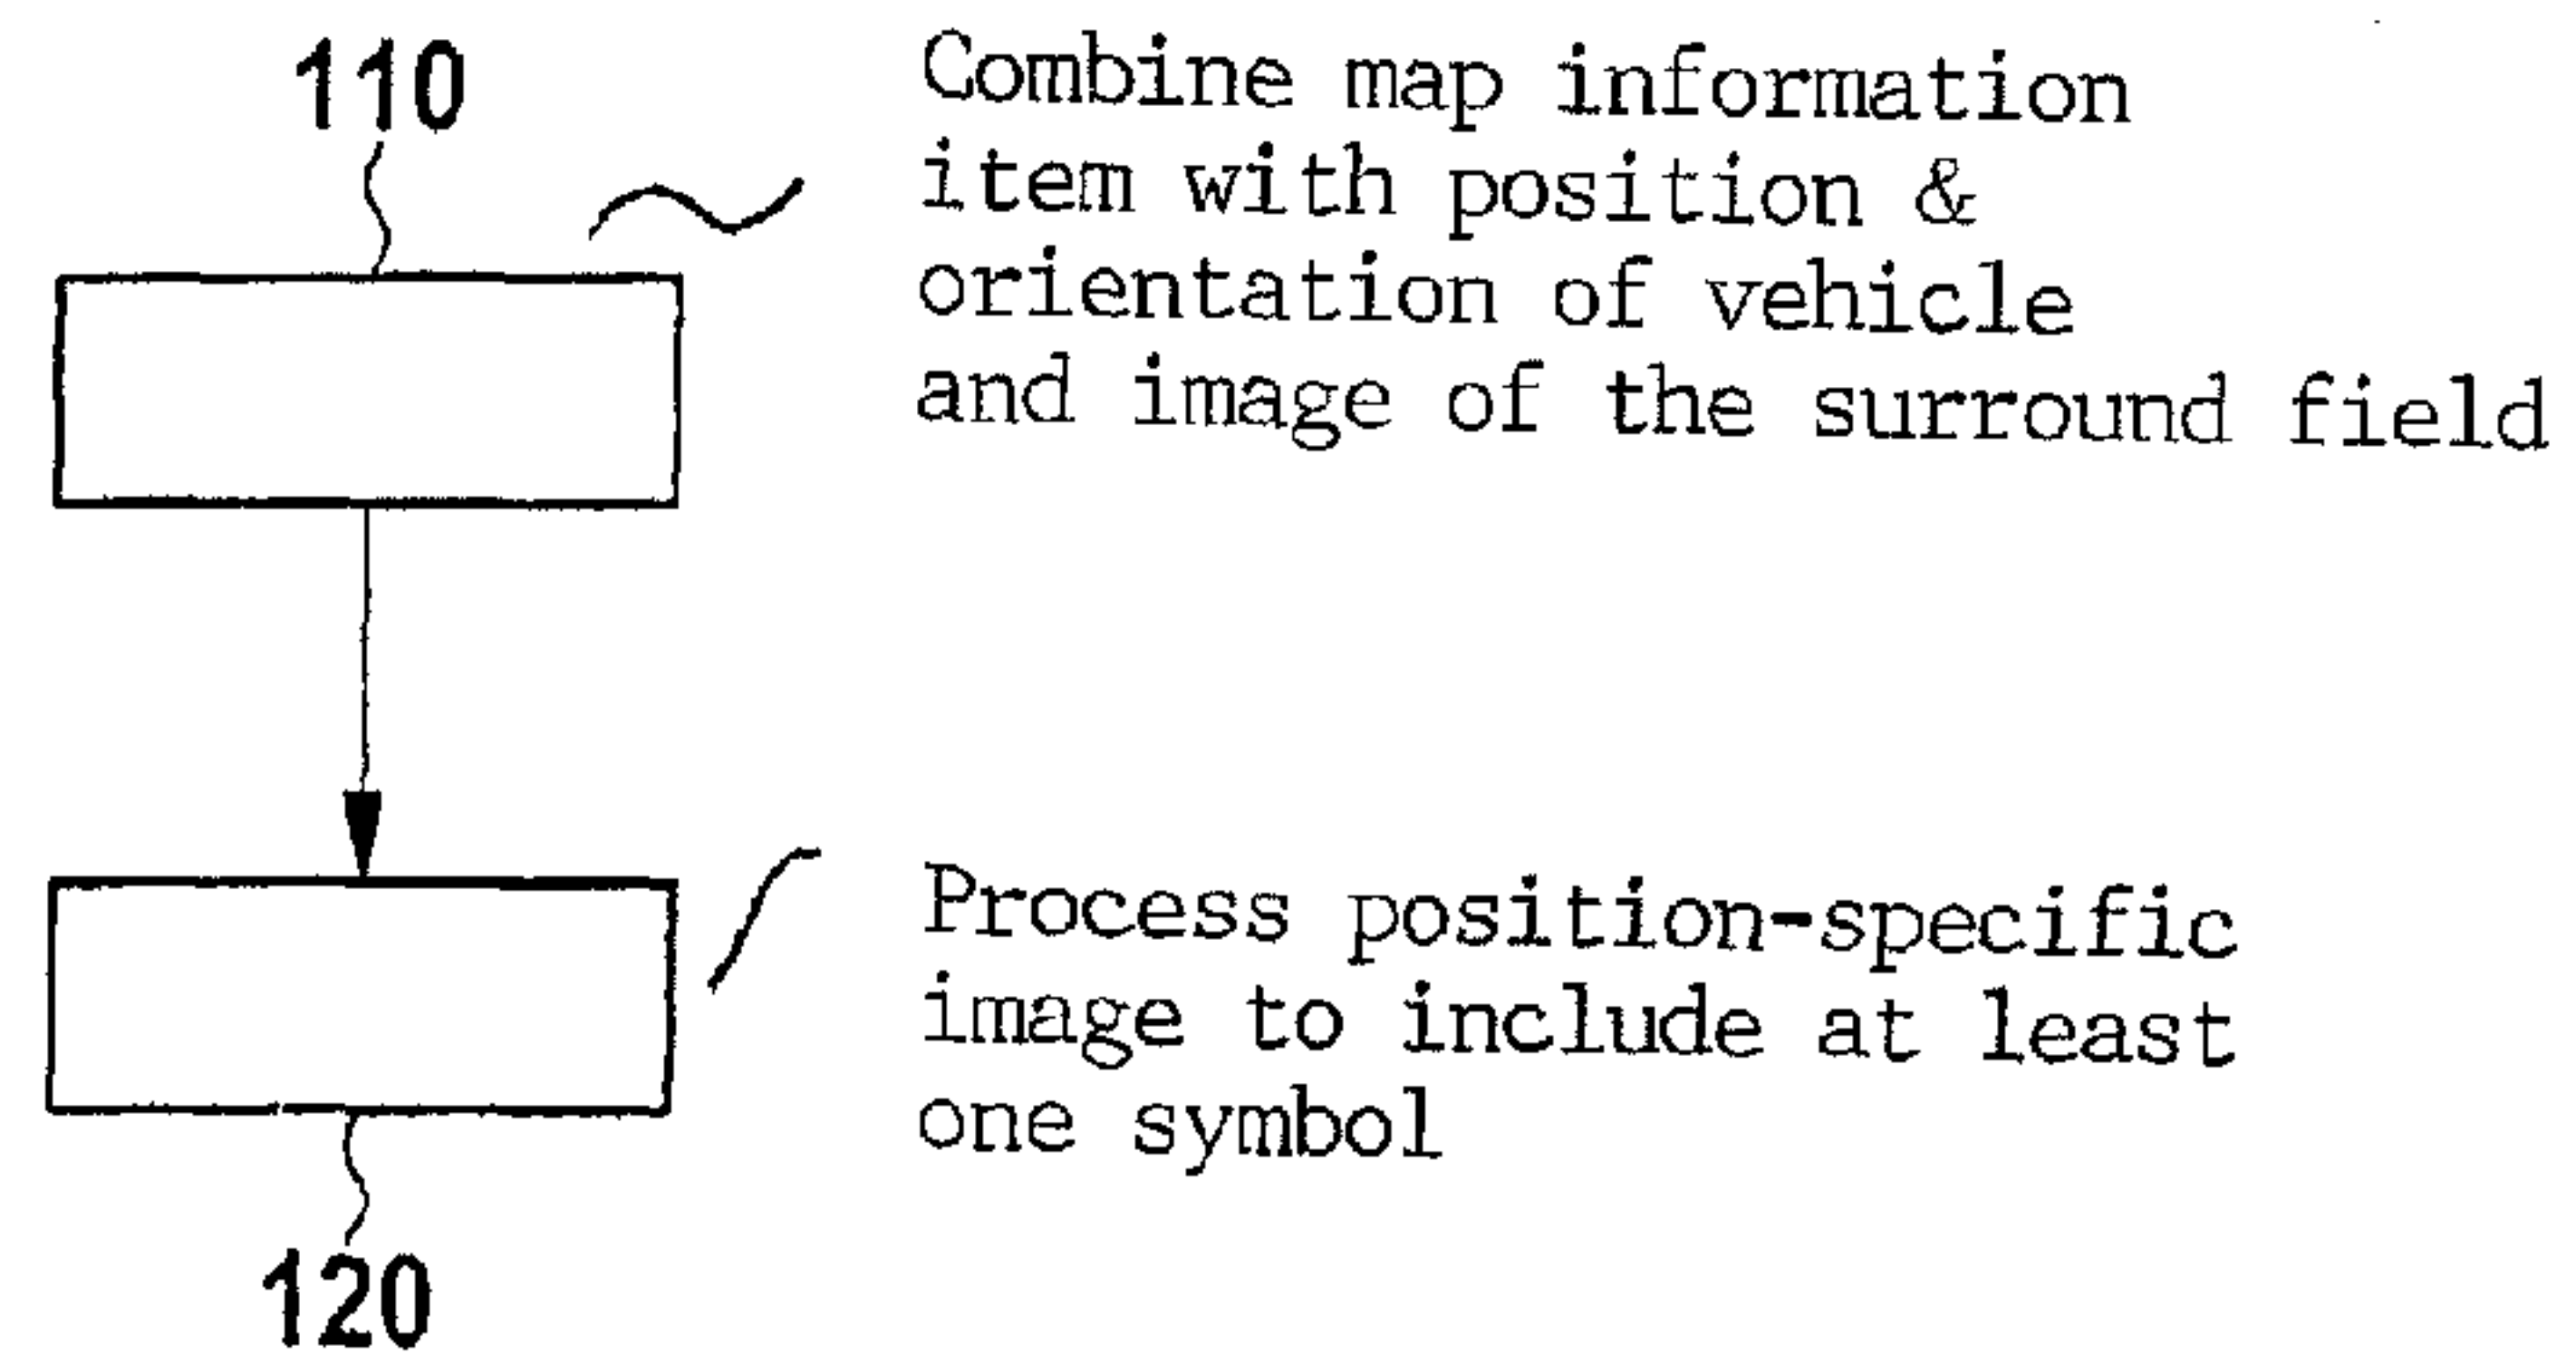 110
Combine map information
item with position &
orientation of vehicle
and image of the surround field
Process position-specific
image to include at least
one symbol
120